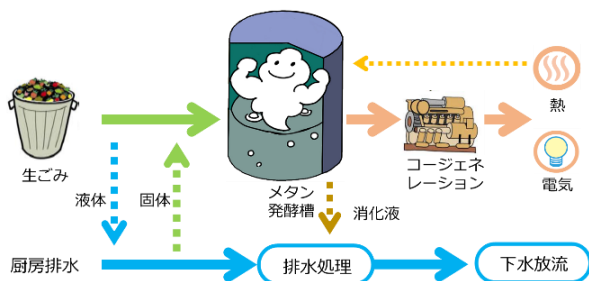 生ごみ
液体
固体
メタン
発酵槽
消化液
コージェネ
レーション
熱
電気
厨房排水
排水処理
下水放流